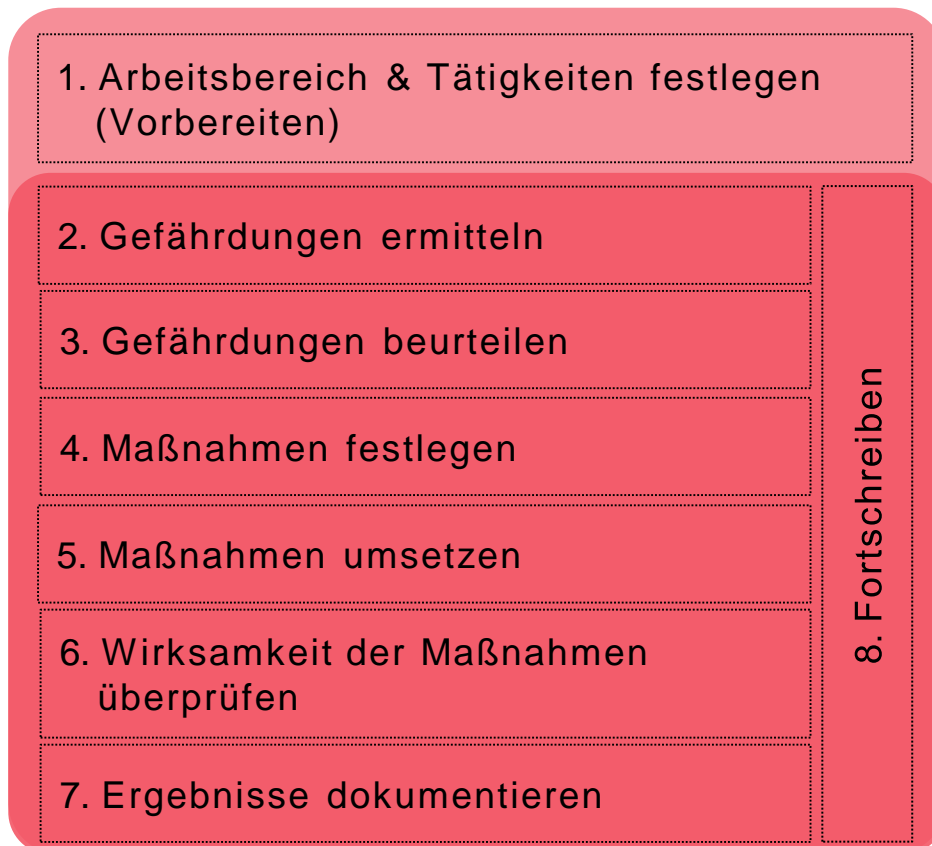 1. Arbeitsbereich & Tätigkeiten festlegen
(Vorbereiten)
2. Gefährdungen ermitteln
3. Gefährdungen beurteilen
4. Maßnahmen festlegen
5. Maßnahmen umsetzen
6. Wirksamkeit der Maßnahmen
überprüfen
7. Ergebnisse dokumentieren
8. Fortschreiben